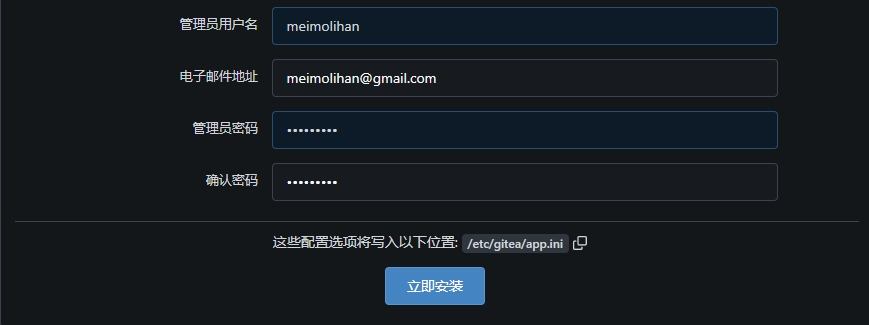 管理员用户名 meimolihan
电子邮件地址 meimolihan@gmail.com
管理员密码 •••••••••
确认密码 •••••••••
这些配置选项将写入以下位置: /etc/gitea/app.ini
立即安装